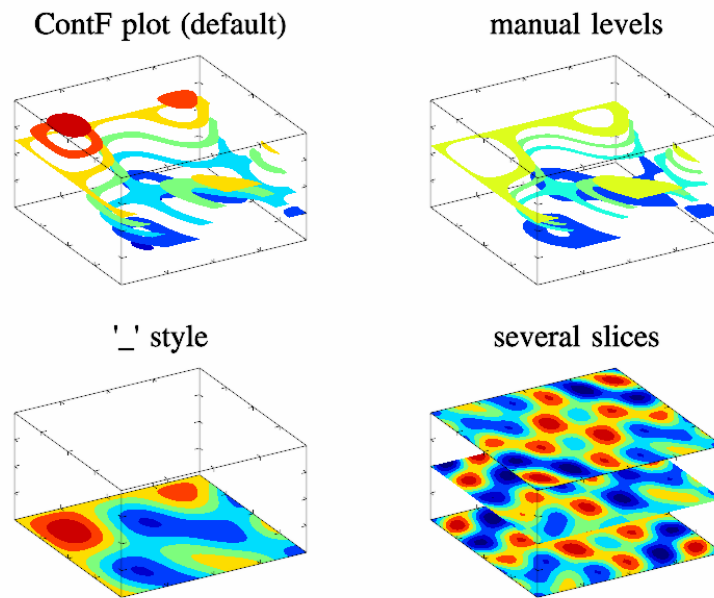 ContF plot (default)
manual levels
'_' style
several slices